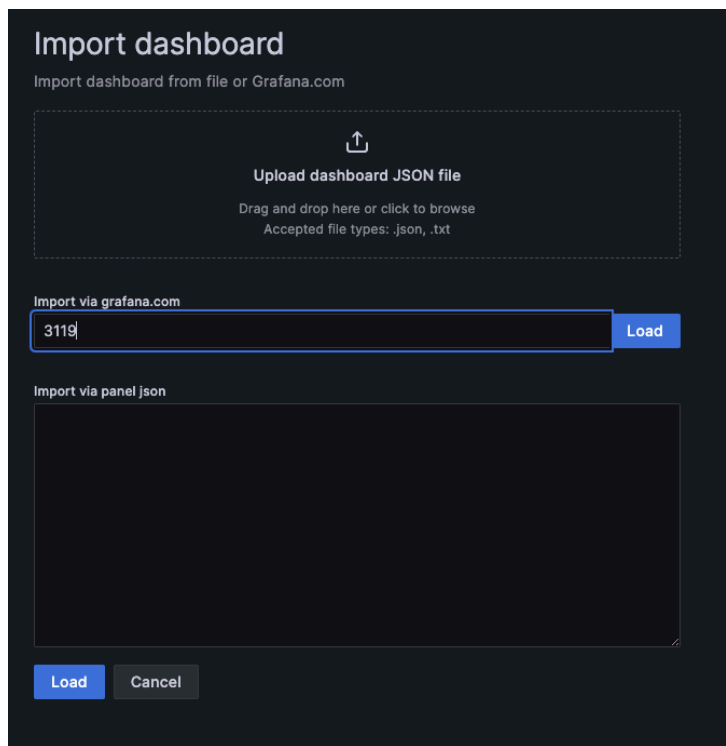 Import dashboard
Import dashboard from file or Grafana.com
Upload dashboard JSON file
Drag and drop here or click to browse
Accepted file types: .json, .txt
Import via grafana.com
3119
Load
Import via panel json
Load
Cancel